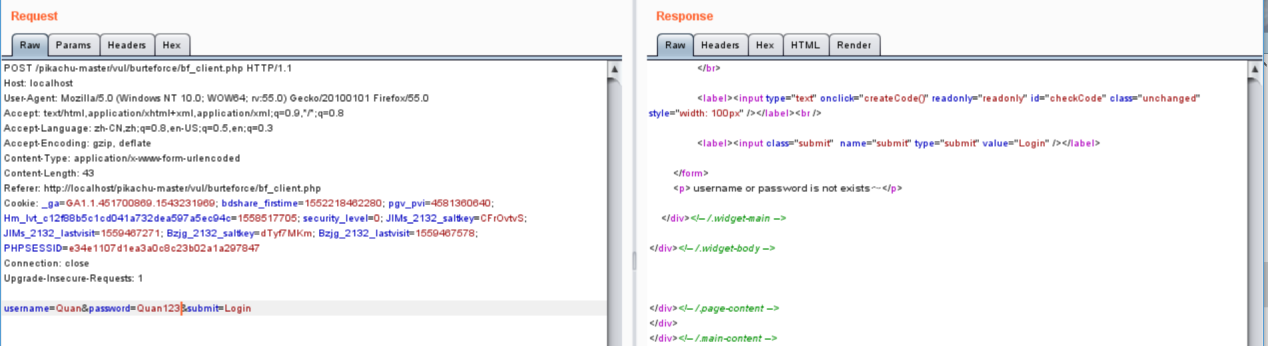 Request
Raw Params Headers Hex
POST /pikachu-master/vul/burteforce/bf_client.php HTTP/1.1
Host: localhost
User-Agent: Mozilla/5.0 (Windows NT 10.0; WOW64; rv:55.0) Gecko/20100101 Firefox/55.0
Accept: text/html,application/xhtml+xml,application/xml;q=0.9,*/*;q=0.8
Accept-Language: zh-CN,zh;q=0.8,en-US;q=0.5,en;q=0.3
Accept-Encoding: gzip, deflate
Content-Type: application/x-www-form-urlencoded
Content-Length: 43
Referer: http://localhost/pikachu-master/vul/burteforce/bf_client.php
Cookie: _ga=GA1.1.451700869.1543231969; bdshare_firstime=1552218462280; pgv_pvi=4581360640;
Hm_lvt_c12f88b5c1cd041a732dea597a5ec94c=1558517705; security_level=0; JIMs_2132_saltkey=CFrOvtvS;
JIMs_2132_lastvisit=1559467271; Bzjg_2132_saltkey=dTyf7MKm; Bzjg_2132_lastvisit=1559467578;
PHPSESSID=e34e1107d1ea3a0c8c23b02a1a297847
Connection: close
Upgrade-Insecure-Requests: 1
username=Quan&password=Quan123&submit=Login
Response
Raw Headers Hex HTML Render
</br>
<label><input type="text" onclick="createCode()" readonly="readonly" id="checkCode" class="unchanged"
style="width: 100px" /></label><br />
<label><input class="submit" name="submit" type="submit" value="Login" /></label>
</form>
<p> username or password is not exists~</p>
</div><!-- /.widget-main -->
</div><!-- /.widget-body -->
</div><!-- /.page-content -->
</div>
</div><!-- /.main-content -->